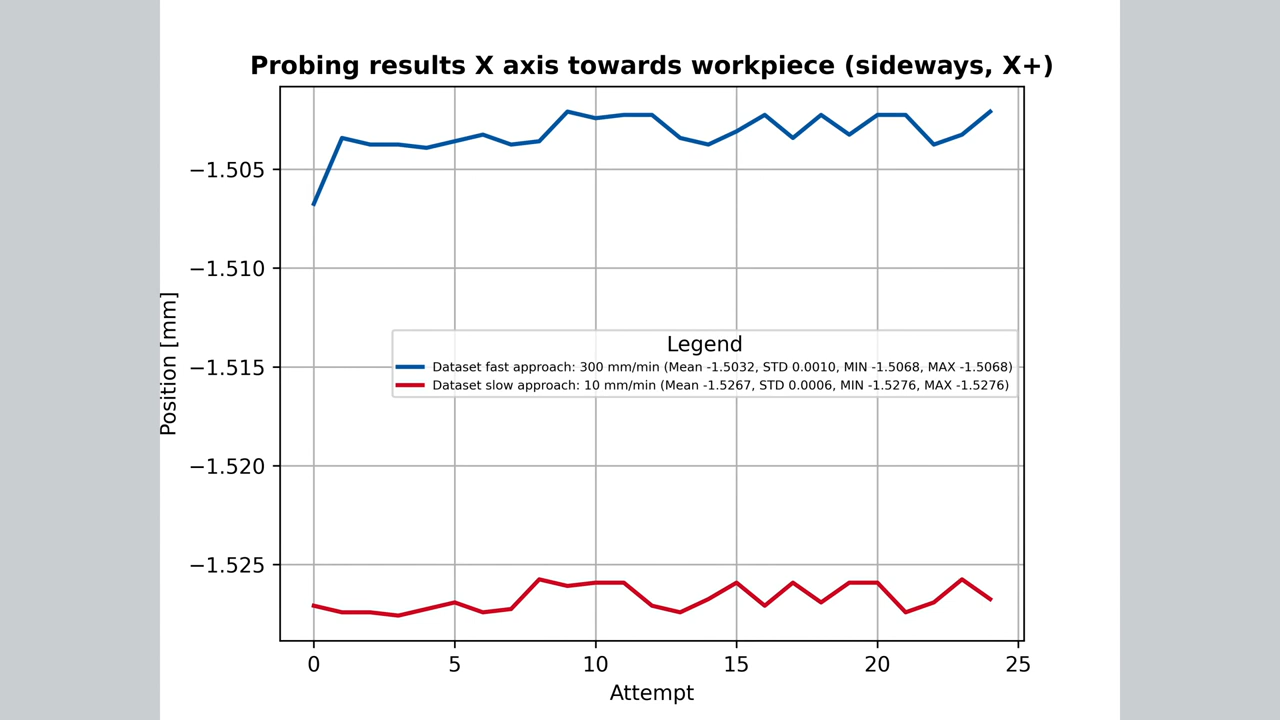 Probing results X axis towards workpiece (sideways, X+)
Position [mm]
−1.505
−1.510
−1.515
−1.520
−1.525
Legend
Dataset fast approach: 300 mm/min (Mean -1.5032, STD 0.0010, MIN -1.5068, MAX -1.5068)
Dataset slow approach: 10 mm/min (Mean -1.5267, STD 0.0006, MIN -1.5276, MAX -1.5276)
0 5 10 15 20 25
Attempt